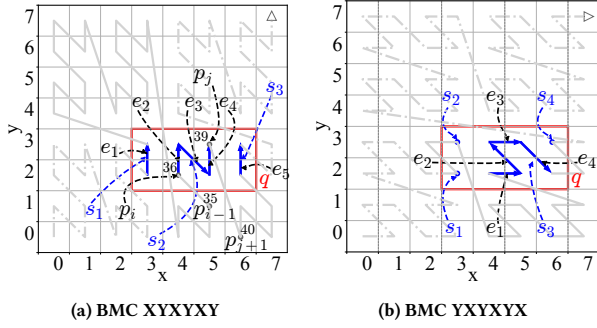 △
7
6
5
4
3
2
1
0
y
p_j
s_3
e_2
e_3
e_4
39
e_1
36
e_5
q
s_1
p_i
35
p_{i-1}
s_2
40
p_{j+1}
0 1 2 3 4 5 6 7
x
(a) BMC XYXYXY
▷
7
6
5
4
3
2
1
0
y
s_2
e_3
s_4
e_2
e_4
q
s_1
e_1
s_3
0 1 2 3 4 5 6 7
x
(b) BMC YXYXYX